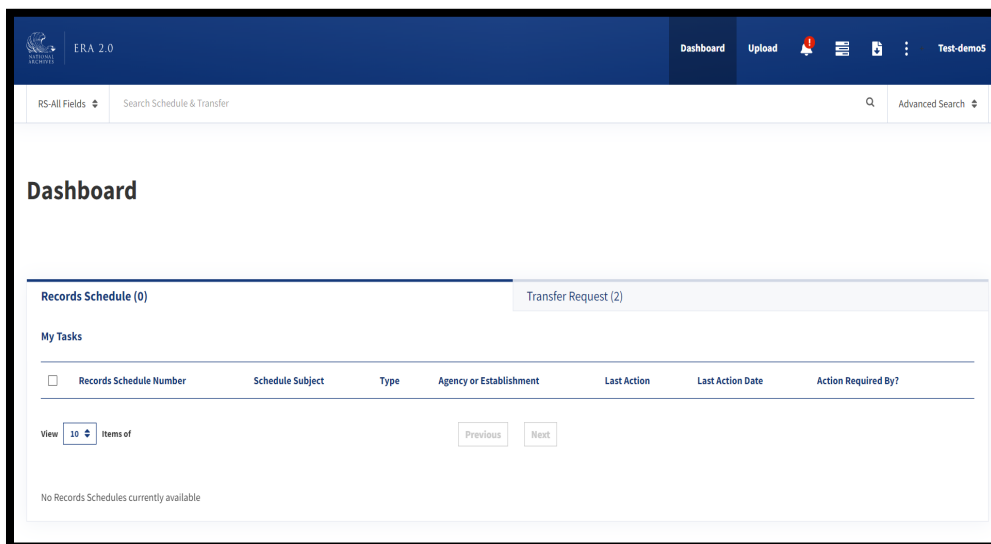 NATIONAL
ARCHIVES
ERA 2.0
Dashboard Upload ! Test-demo5
RS-All Fields Search Schedule & Transfer Advanced Search
Dashboard
Records Schedule (0) Transfer Request (2)
My Tasks
Records Schedule Number Schedule Subject Type Agency or Establishment Last Action Last Action Date Action Required By?
View 10 Items of Previous Next
No Records Schedules currently available